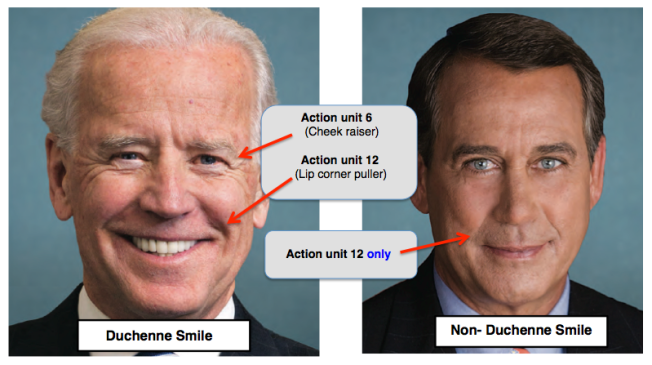 Action unit 6
(Cheek raiser)
Action unit 12
(Lip corner puller)
Action unit 12 only
Duchenne Smile
Non- Duchenne Smile